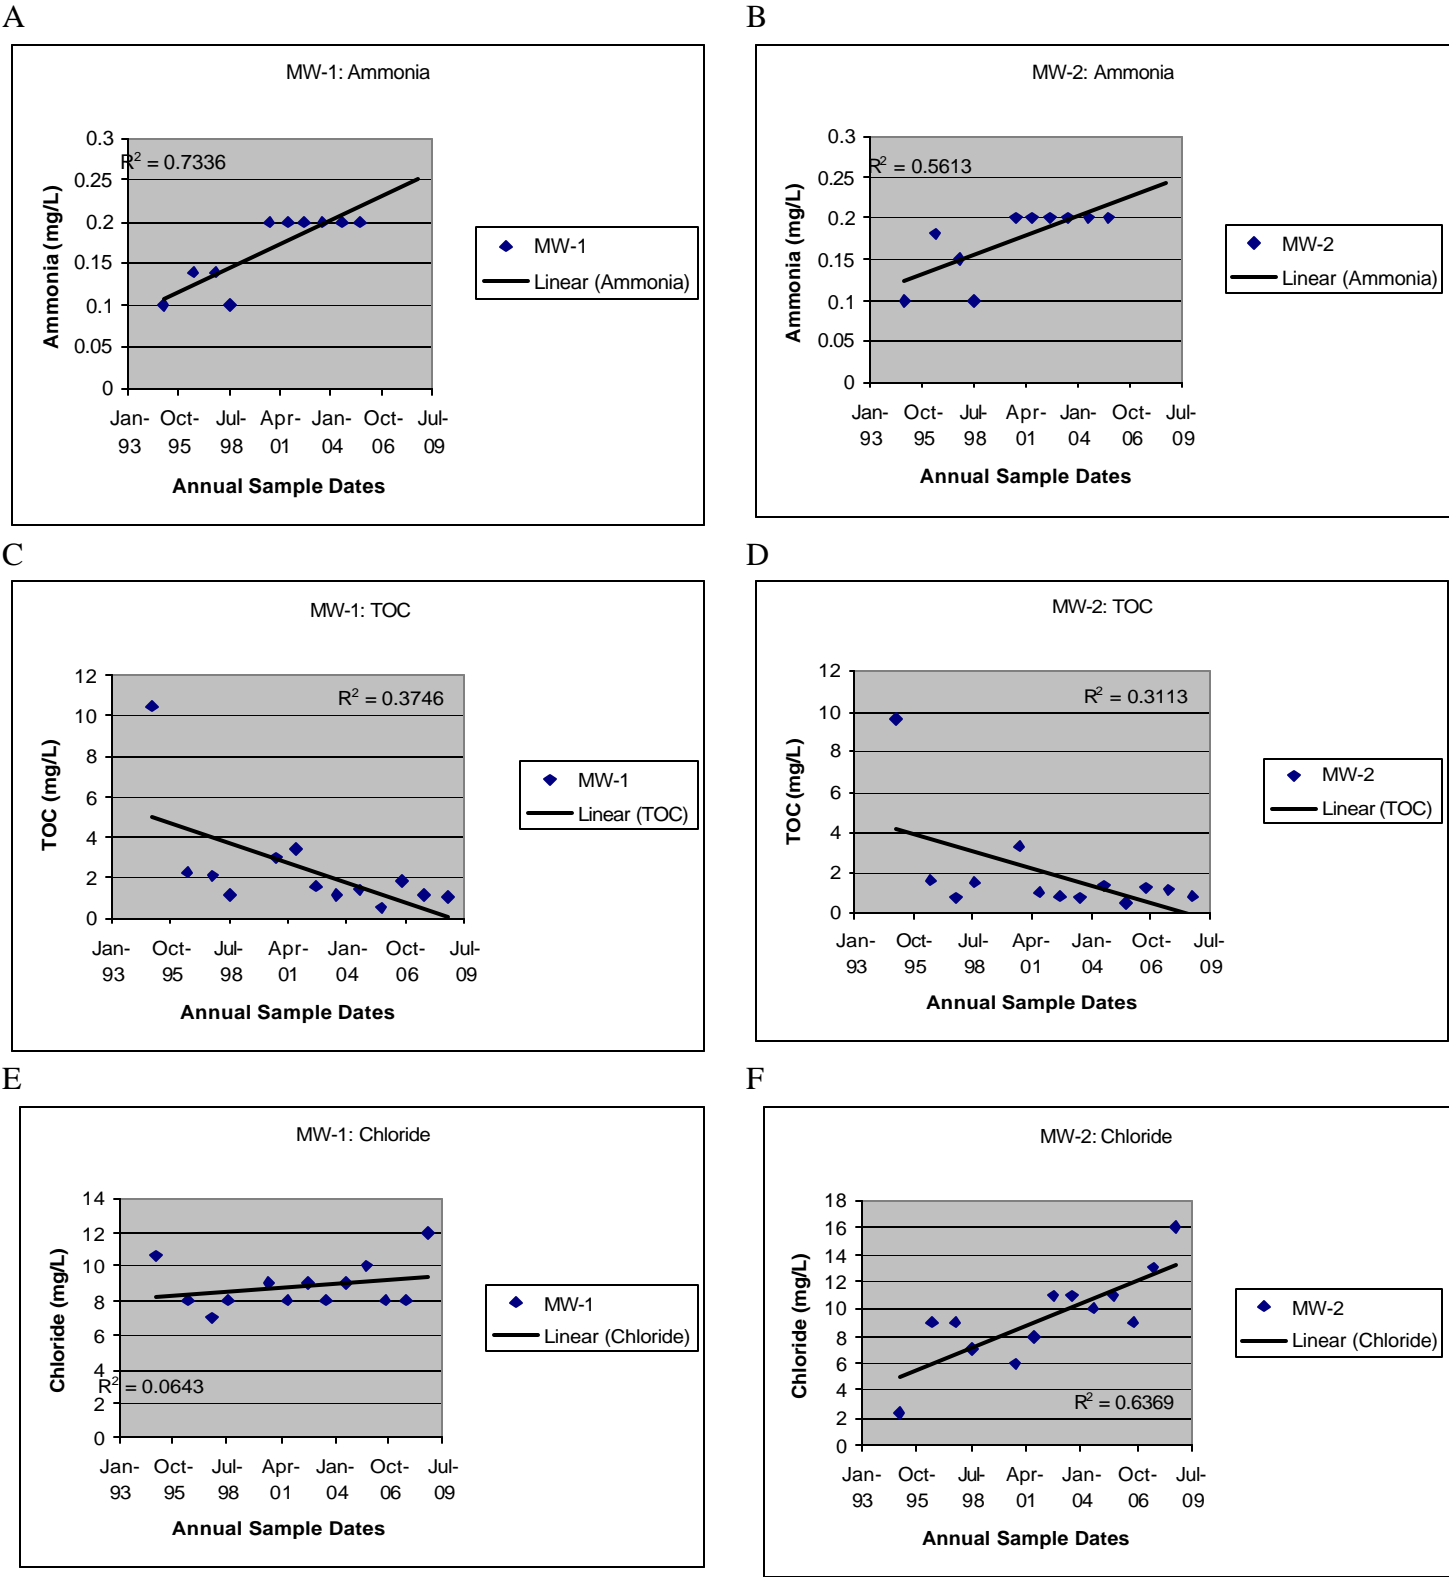 A
MW-1: Ammonia
R² = 0.7336
0.3
0.25
0.2
0.15
0.1
0.05
0
Ammonia (mg/L)
Jan-93 Oct-95 Jul-98 Apr-01 Jan-04 Oct-06 Jul-09
Annual Sample Dates
MW-1
Linear (Ammonia)
B
MW-2: Ammonia
R² = 0.5613
0.3
0.25
0.2
0.15
0.1
0.05
0
Ammonia (mg/L)
Jan-93 Oct-95 Jul-98 Apr-01 Jan-04 Oct-06 Jul-09
Annual Sample Dates
MW-2
Linear (Ammonia)
C
MW-1: TOC
R² = 0.3746
12
10
8
6
4
2
0
TOC (mg/L)
Jan-93 Oct-95 Jul-98 Apr-01 Jan-04 Oct-06 Jul-09
Annual Sample Dates
MW-1
Linear (TOC)
D
MW-2: TOC
R² = 0.3113
12
10
8
6
4
2
0
TOC (mg/L)
Jan-93 Oct-95 Jul-98 Apr-01 Jan-04 Oct-06 Jul-09
Annual Sample Dates
MW-2
Linear (TOC)
E
MW-1: Chloride
14
12
10
8
6
4
2
0
R² = 0.0643
Chloride (mg/L)
Jan-93 Oct-95 Jul-98 Apr-01 Jan-04 Oct-06 Jul-09
Annual Sample Dates
MW-1
Linear (Chloride)
F
MW-2: Chloride
18
16
14
12
10
8
6
4
2
0
R² = 0.6369
Chloride (mg/L)
Jan-93 Oct-95 Jul-98 Apr-01 Jan-04 Oct-06 Jul-09
Annual Sample Dates
MW-2
Linear (Chloride)